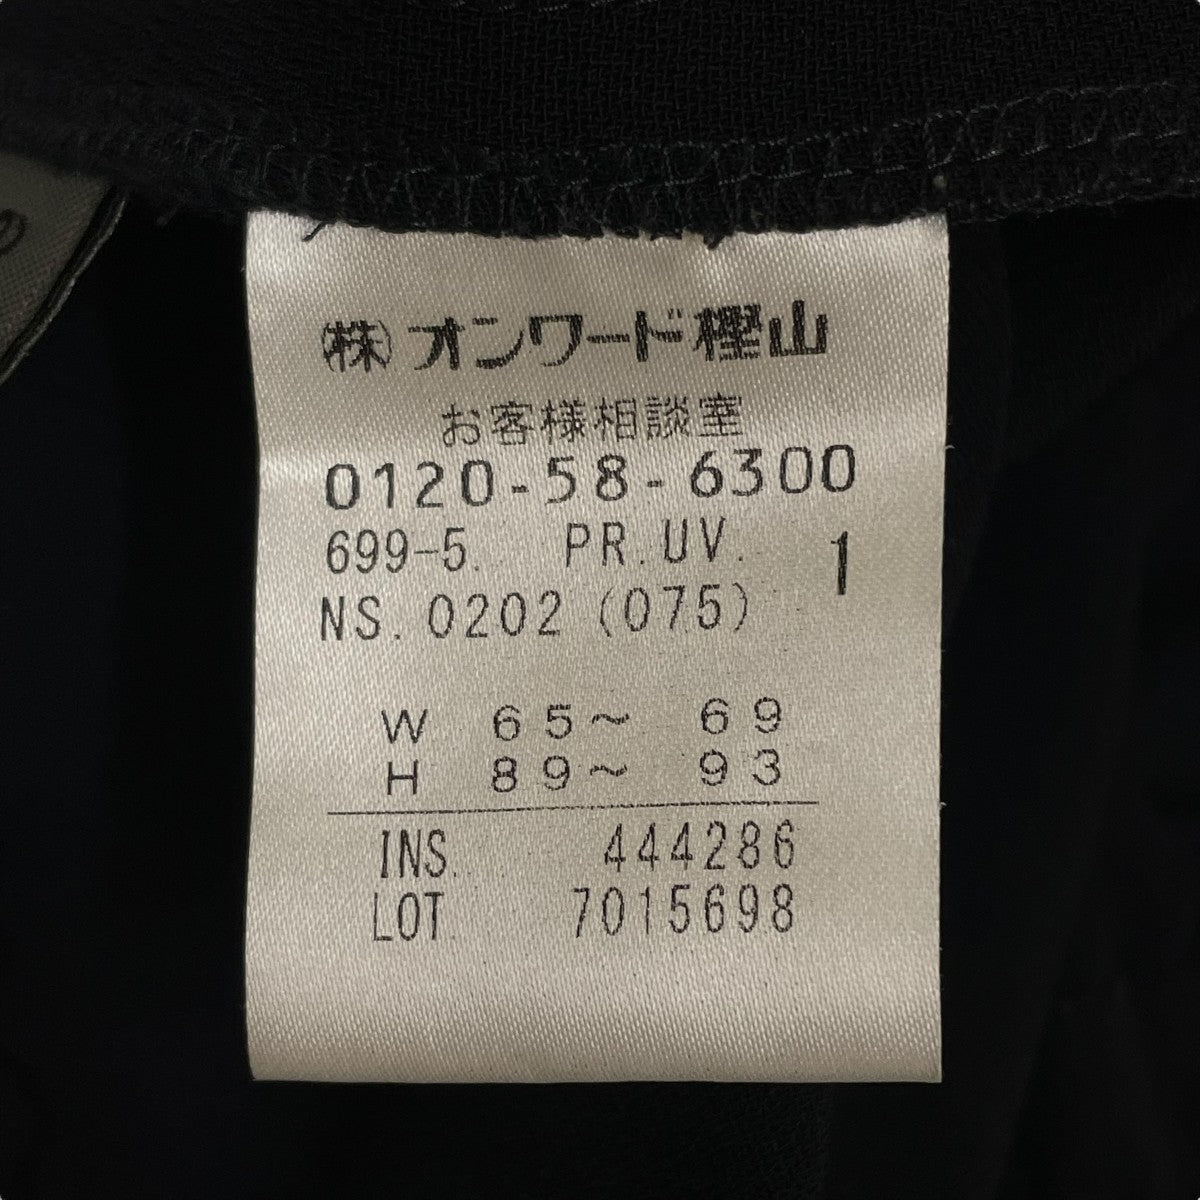 ㈱オンワード樫山
お客様相談室
0120-58-6300
699-5. PR.UV. 1
NS.0202(075)
W 65～ 69
H 89～ 93
INS. 444286
LOT. 7015698